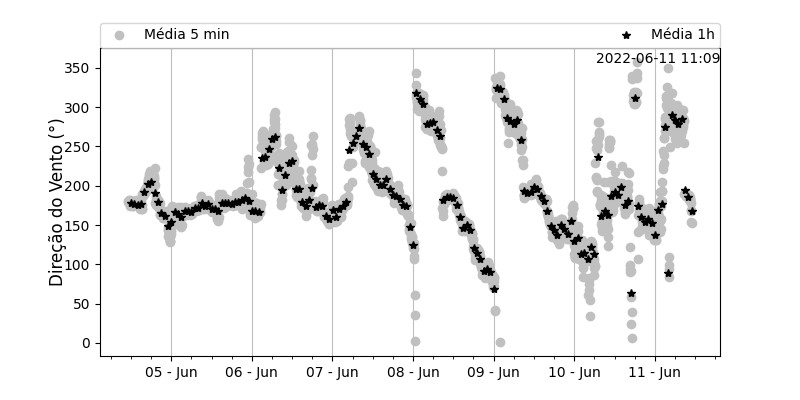 Média 5 min
Média 1h
2022-06-11 11:09
Direção do Vento (°)
350
300
250
200
150
100
50
0
05 - Jun
06 - Jun
07 - Jun
08 - Jun
09 - Jun
10 - Jun
11 - Jun